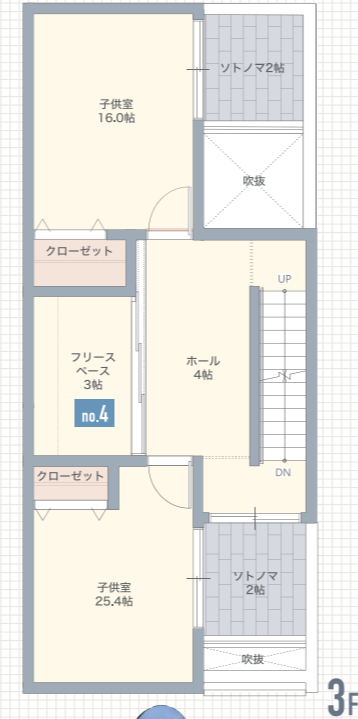 子供室
16.0帖
ソトノマ2帖
吹抜
クローゼット
UP
フリース
ペース
3帖
no.4
ホール
4帖
クローゼット
DN
子供室
25.4帖
ソトノマ
2帖
吹抜
3F